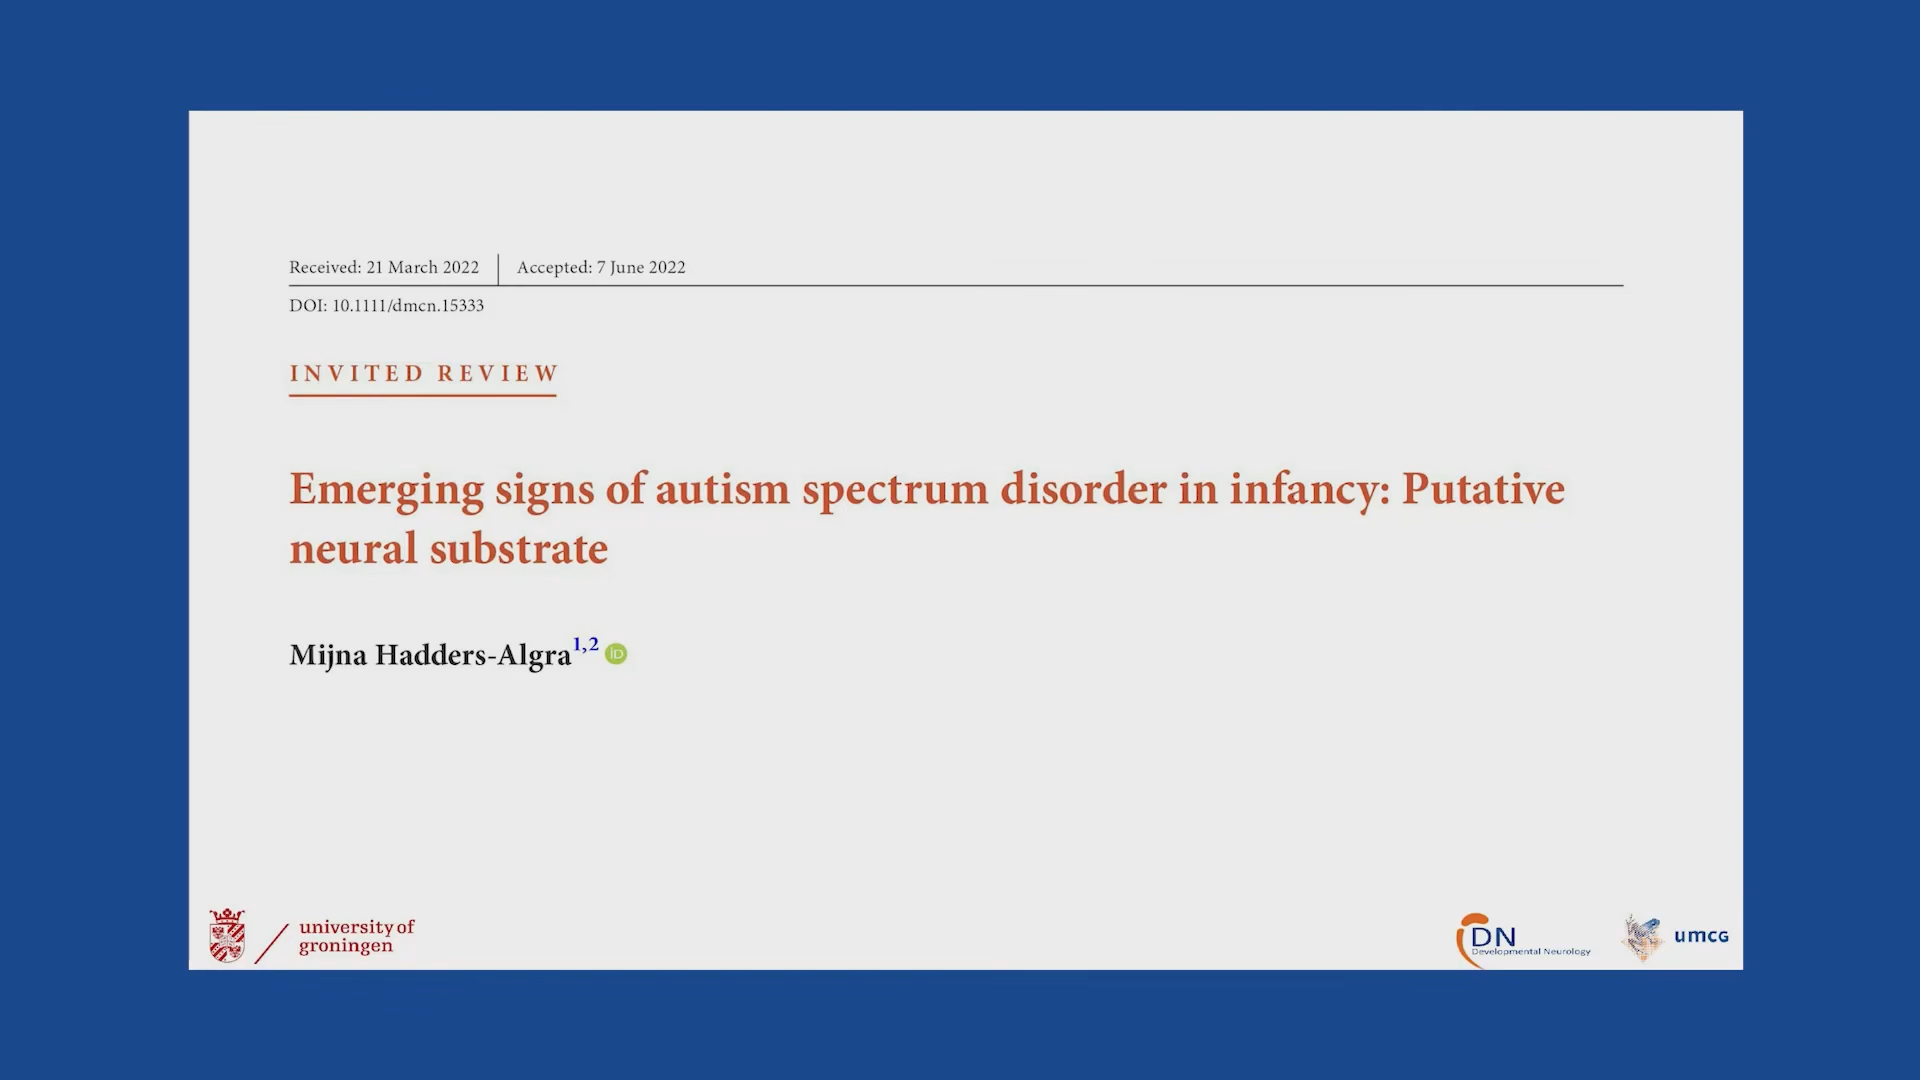 Received: 21 March 2022 | Accepted: 7 June 2022
DOI: 10.1111/dmcn.15333
INVITED REVIEW
Emerging signs of autism spectrum disorder in infancy: Putative
neural substrate
Mijna Hadders-Algra1,2 iD
university of
groningen
DN
Developmental Neurology
umcg